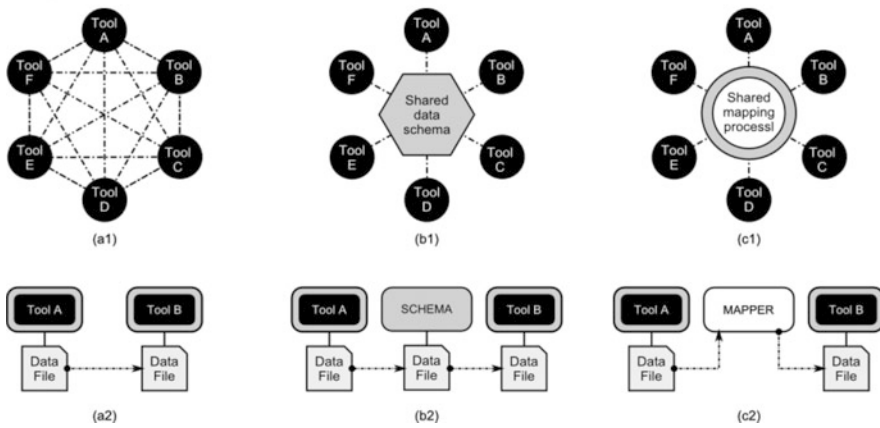 Tool
A
Tool
F
Tool
B
Tool
E
Tool
C
Tool
D
(a1)
Tool
A
Tool
F
Tool
B
Shared
data
schema
Tool
E
Tool
C
Tool
D
(b1)
Tool
A
Tool
F
Tool
B
Shared
mapping
processl
Tool
E
Tool
C
Tool
D
(c1)
Tool A
Tool B
Data
File
Data
File
(a2)
Tool A
SCHEMA
Tool B
Data
File
Data
File
Data
File
(b2)
Tool A
MAPPER
Tool B
Data
File
Data
File
(c2)